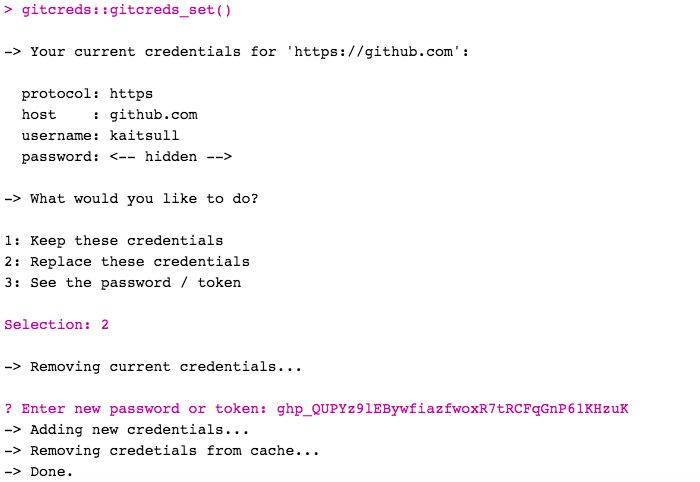 > gitcreds::gitcreds_set()
-> Your current credentials for 'https://github.com':
protocol: https
host    : github.com
username: kaitsull
password: <-- hidden -->
-> What would you like to do?
1: Keep these credentials
2: Replace these credentials
3: See the password / token
Selection: 2
-> Removing current credentials...
? Enter new password or token: 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
-> Adding new credentials...
-> Removing credetials from cache...
-> Done.